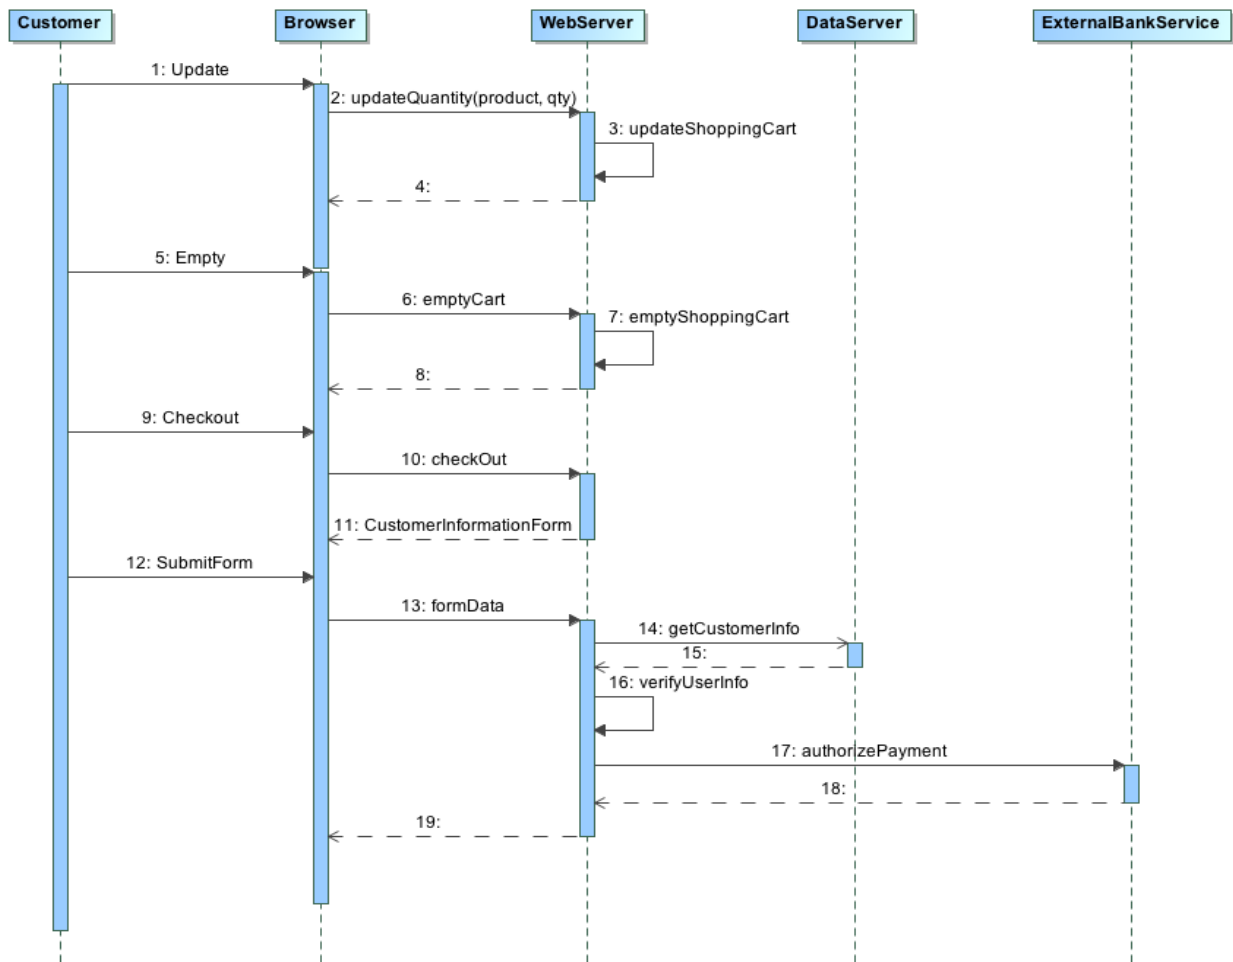 Customer
Browser
WebServer
DataServer
ExternalBankService
1: Update
2: updateQuantity(product, qty)
3: updateShoppingCart
4:
5: Empty
6: emptyCart
7: emptyShoppingCart
8:
9: Checkout
10: checkOut
11: CustomerInformationForm
12: SubmitForm
13: formData
14: getCustomerInfo
15:
16: verifyUserInfo
17: authorizePayment
18:
19: